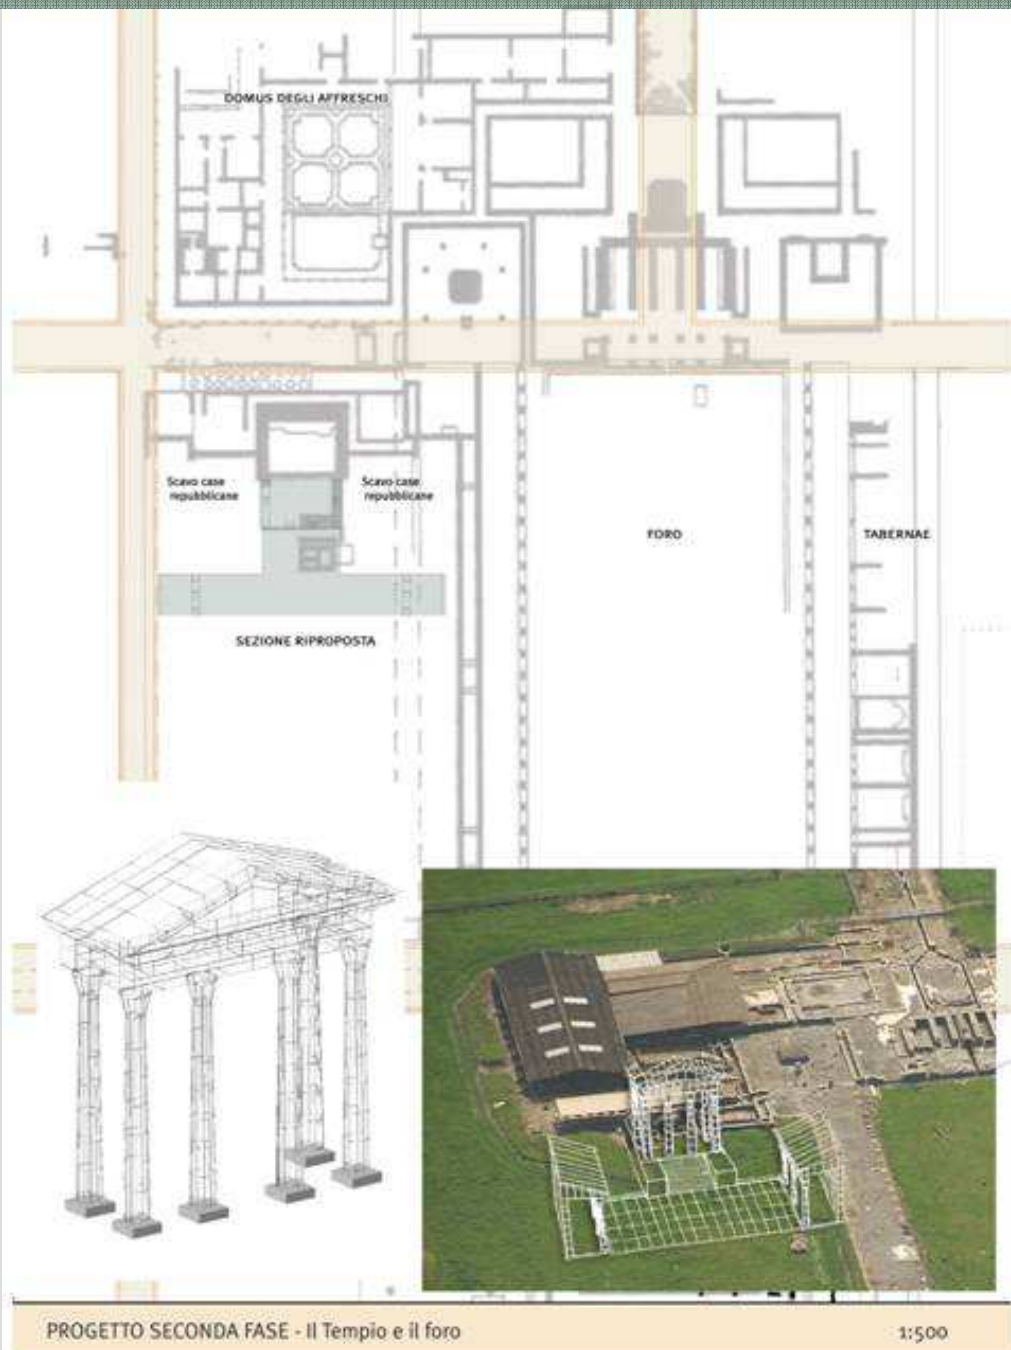 DOMUS DEGLI AFFRESCHI
Scavo case
repubblicane
Scavo case
repubblicane
FORO
TABERNAE
SEZIONE RIPROPOSTA
PROGETTO SECONDA FASE - Il Tempio e il foro
1:500